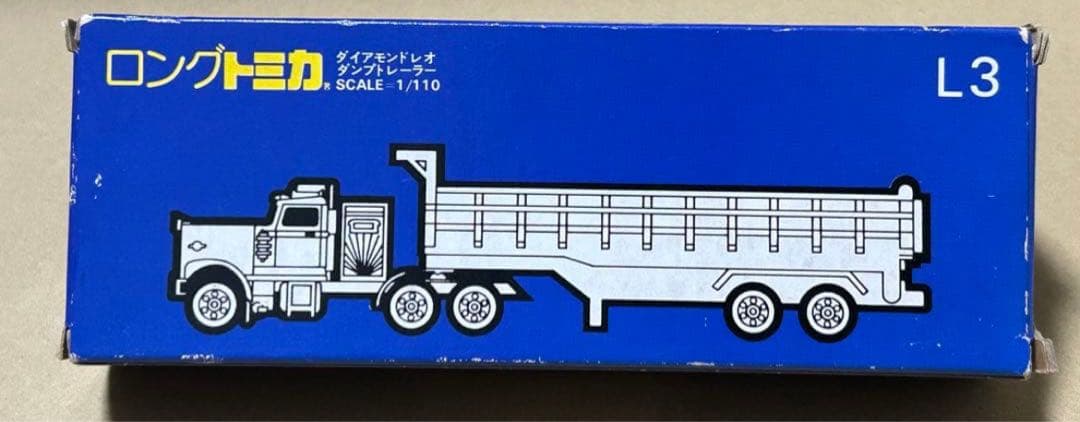 ロングトミカ®
ダイアモンドレオ
ダンプトレーラー
SCALE=1/110
L3